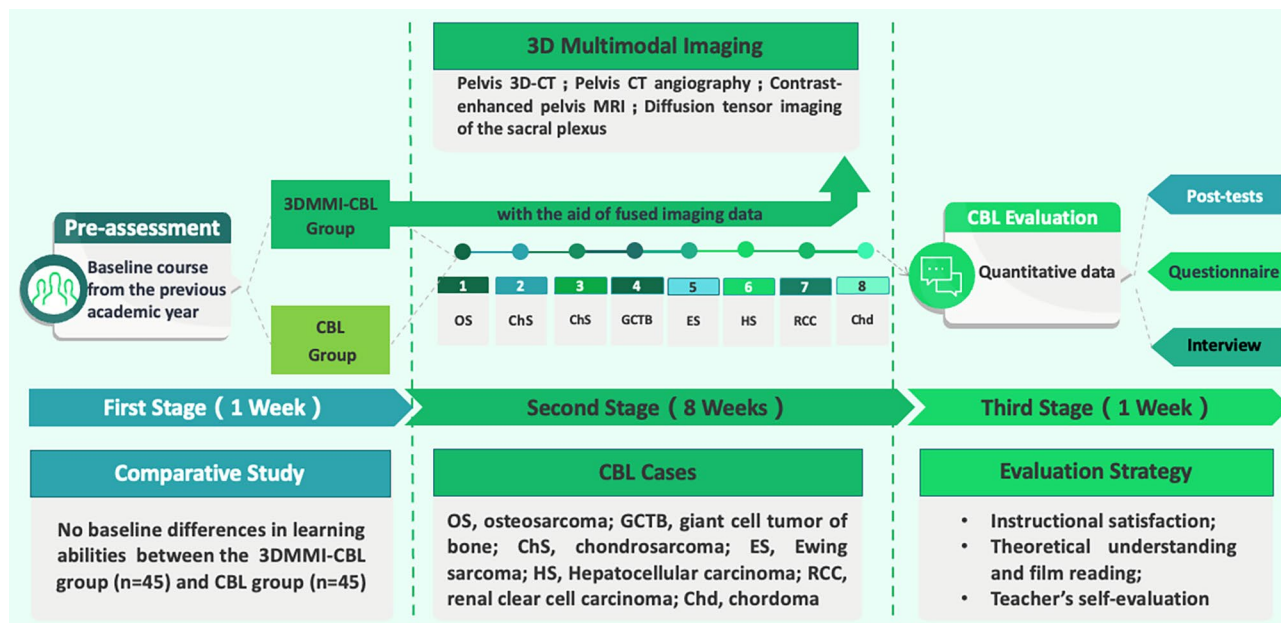 3D Multimodal Imaging
Pelvis 3D-CT ; Pelvis CT angiography ; Contrast-
enhanced pelvis MRI ; Diffusion tensor imaging
of the sacral plexus
Pre-assessment
Baseline course
from the previous
academic year
3DMMI-CBL
Group
CBL
Group
with the aid of fused imaging data
1 2 3 4 5 6 7 8
OS ChS ChS GCTB ES HS RCC Chd
CBL Evaluation
Quantitative data
Post-tests
Questionnaire
Interview
First Stage ( 1 Week )
Second Stage ( 8 Weeks )
Third Stage ( 1 Week )
Comparative Study
No baseline differences in learning
abilities between the 3DMMI-CBL
group (n=45) and CBL group (n=45)
CBL Cases
OS, osteosarcoma; GCTB, giant cell tumor of
bone; ChS, chondrosarcoma; ES, Ewing
sarcoma; HS, Hepatocellular carcinoma; RCC,
renal clear cell carcinoma; Chd, chordoma
Evaluation Strategy
• Instructional satisfaction;
• Theoretical understanding
and film reading;
• Teacher's self-evaluation